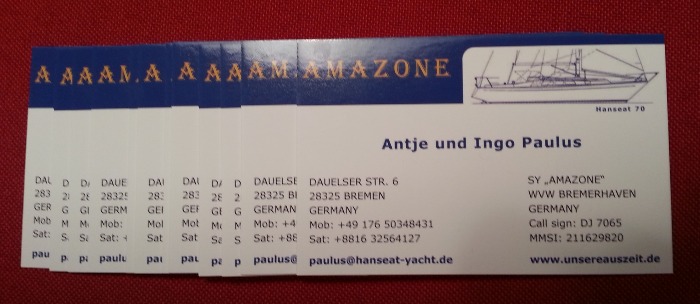 A AAAM.A A AAAM AMAZONE
Hanseat 70
Antje und Ingo Paulus
DAUELSER STR. 6
28325 BREMEN
GERMANY
Mob: +49 176 50348431
Sat: +8816 32564127
paulus@hanseat-yacht.de
SY „AMAZONE"
WVW BREMERHAVEN
GERMANY
Call sign: DJ 7065
MMSI: 211629820
www.unsereauszeit.de